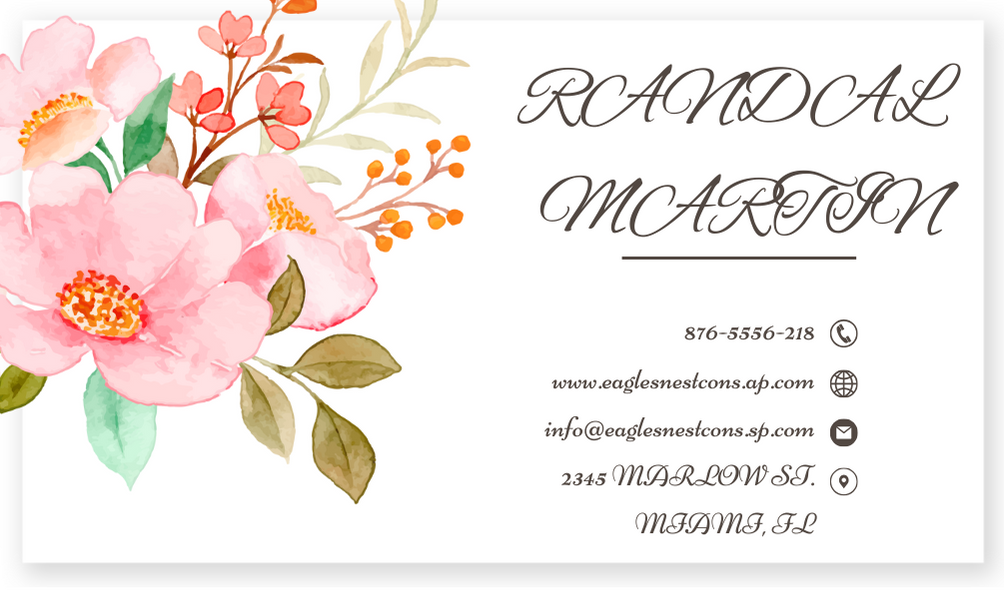 RANDAL
MARTIN
876-5556-218
www.eaglesnestcons.ap.com
info@eaglesnestcons.sp.com
2345 MARLOW ST.
MIAMI, FL